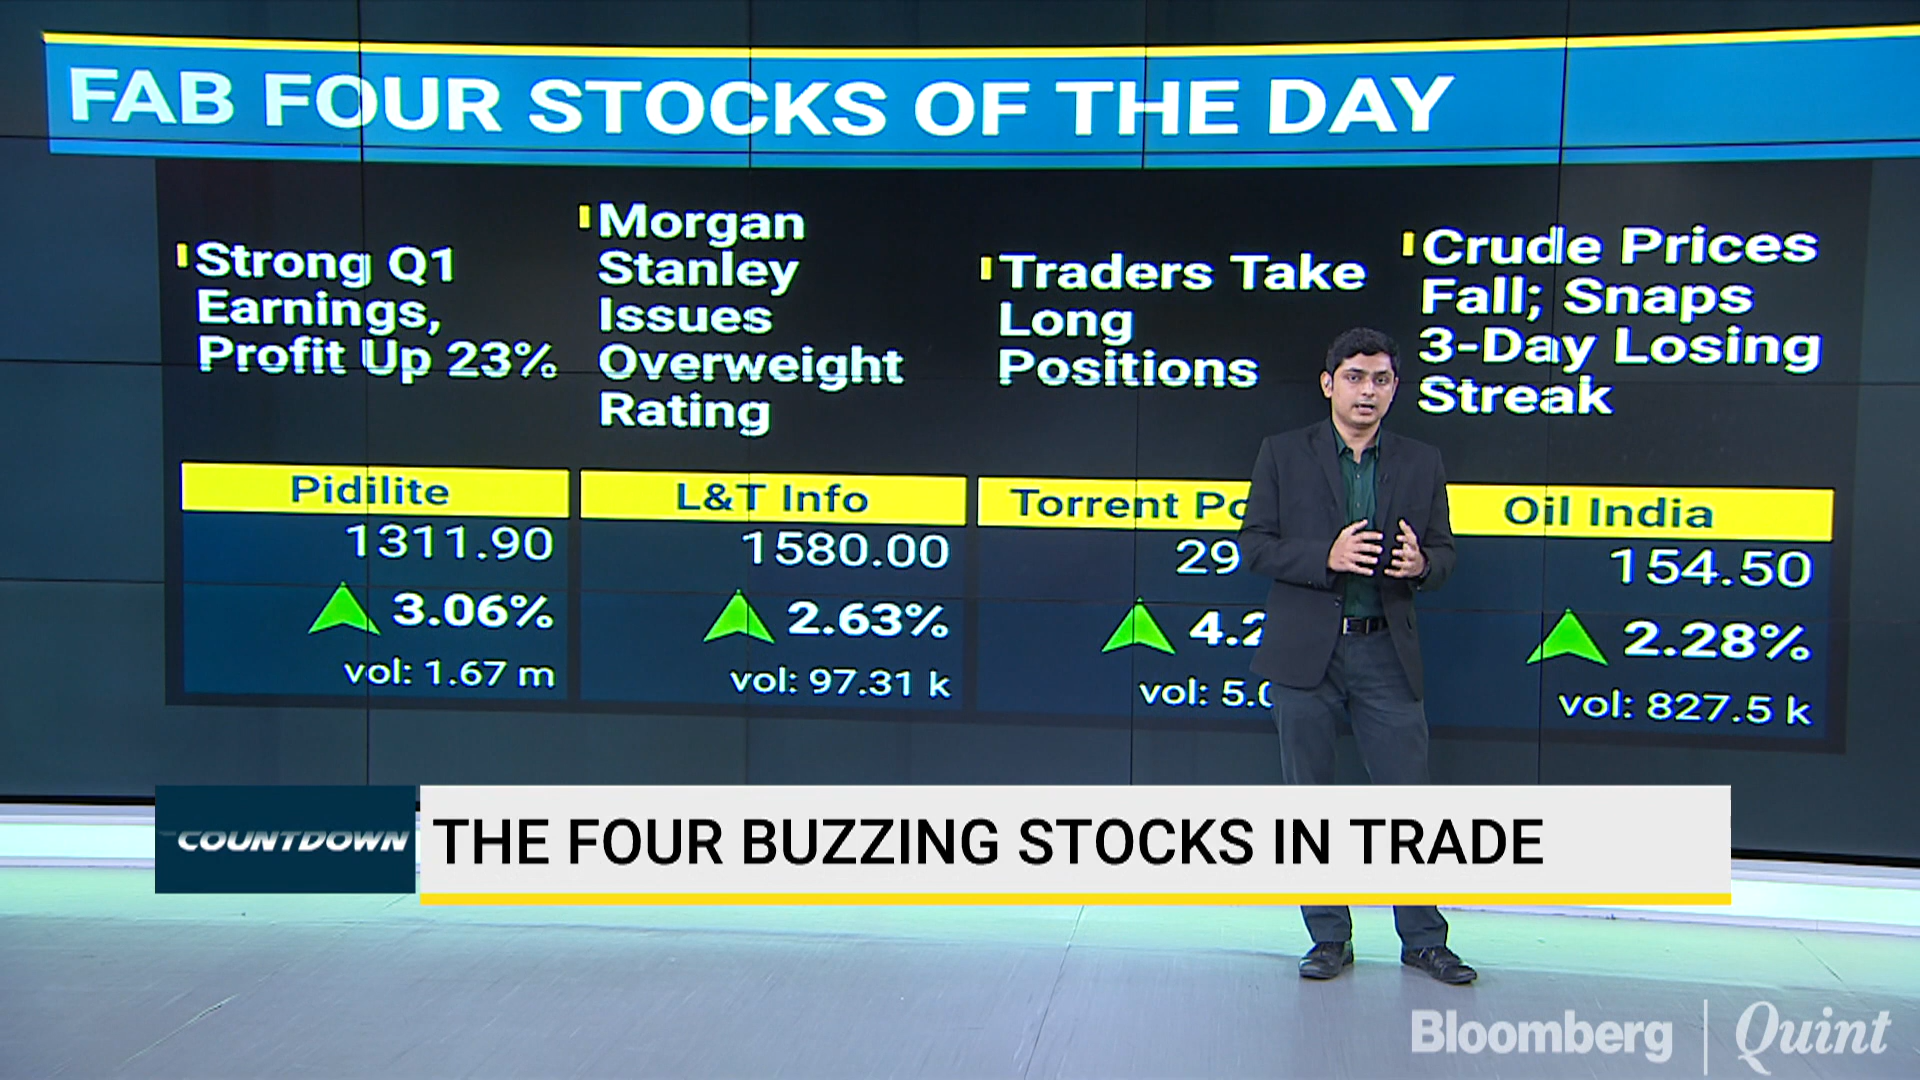 FAB FOUR STOCKS OF THE DAY
Strong Q1
Earnings,
Profit Up 23%
Pidilite
1311.90
3.06%
vol: 1.67 m
Morgan
Stanley
Issues
Overweight
Rating
L&T Info
1580.00
2.63%
vol: 97.31 k
Traders Take
Long
Positions
Torrent
vol:
Crude Prices
Fall; Snaps
3-Day Losing
Streak
Oil India
154.50
2.28%
vol: 827.5 k
COUNTDOWN
THE FOUR BUZZING STOCKS IN TRADE
Bloomberg | Quint